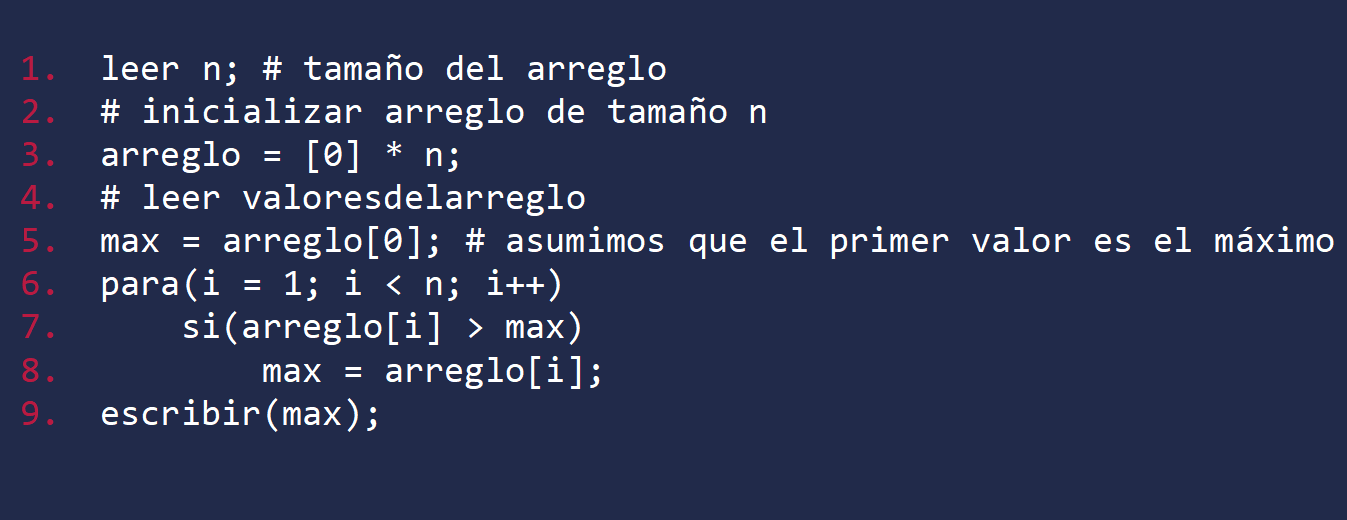 1. leer n; # tamaño del arreglo
2. # inicializar arreglo de tamaño n
3. arreglo = [0] * n;
4. # leer valoresdelarreglo
5. max = arreglo[0]; # asumimos que el primer valor es el máximo
6. para(i = 1; i < n; i++)
7.     si(arreglo[i] > max)
8.         max = arreglo[i];
9. escribir(max);